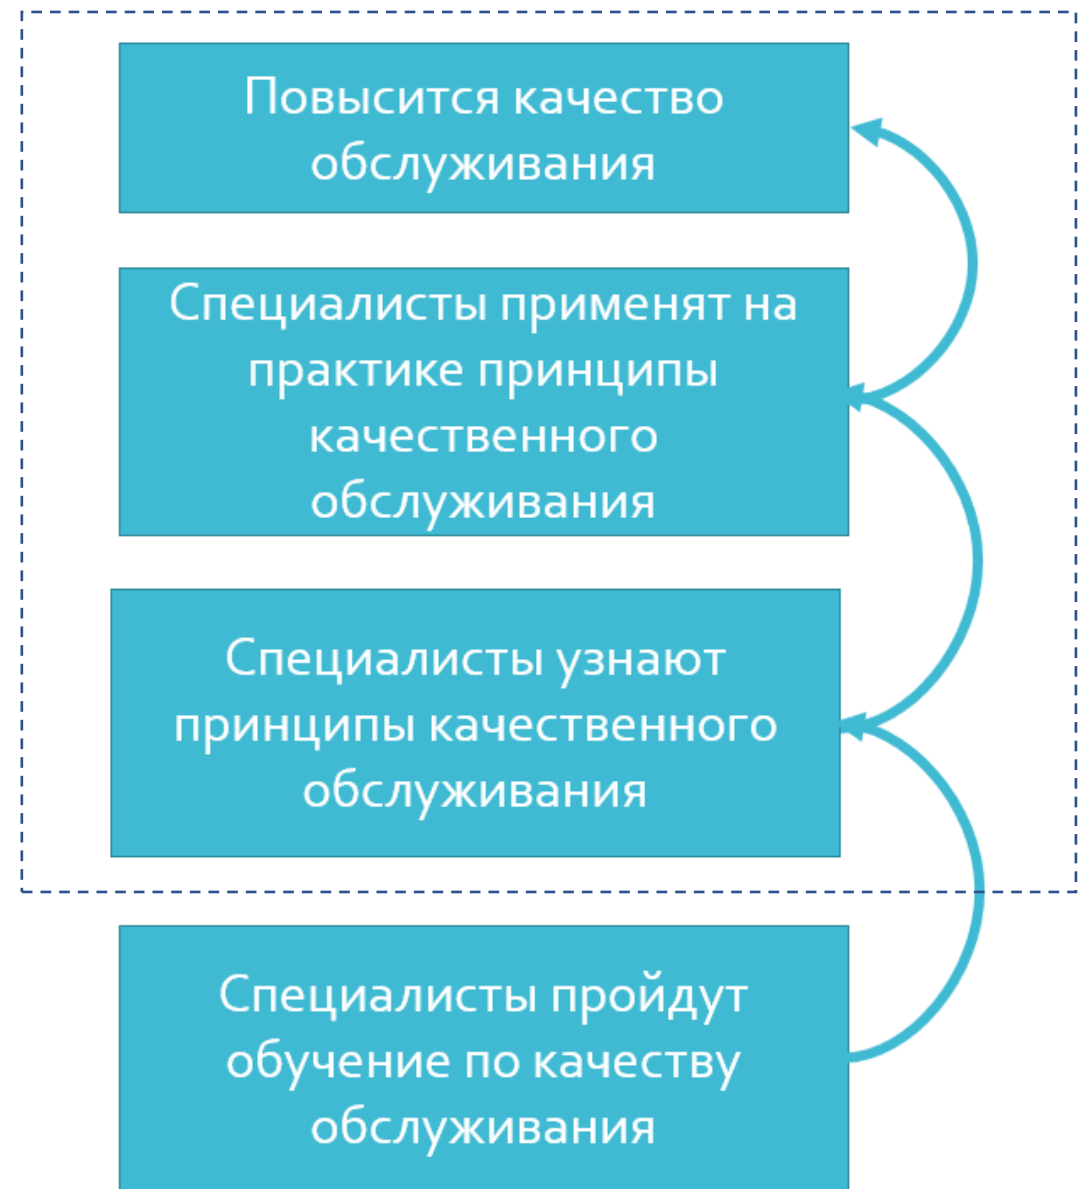 Повысится качество
обслуживания
Специалисты применят на
практике принципы
качественного
обслуживания
Специалисты узнают
принципы качественного
обслуживания
Специалисты пройдут
обучение по качеству
обслуживания